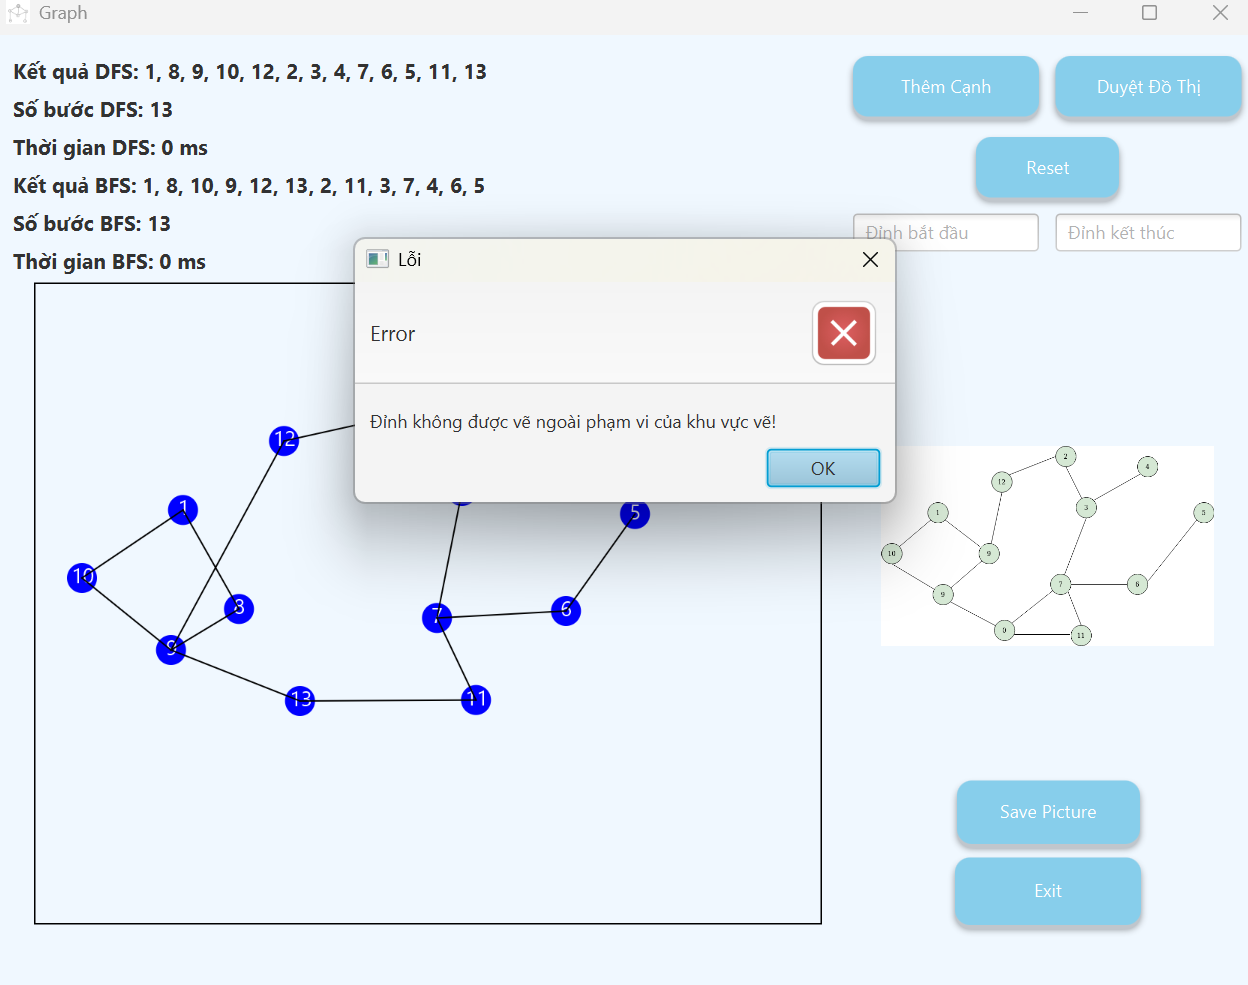 Graph
Kết quả DFS: 1, 8, 9, 10, 12, 2, 3, 4, 7, 6, 5, 11, 13
Số bước DFS: 13
Thời gian DFS: 0 ms
Kết quả BFS: 1, 8, 10, 9, 12, 13, 2, 11, 3, 7, 4, 6, 5
Số bước BFS: 13
Thời gian BFS: 0 ms
Thêm Cạnh
Duyệt Đồ Thị
Reset
Đỉnh bắt đầu
Đỉnh kết thúc
Lỗi
Error
Đỉnh không được vẽ ngoài phạm vi của khu vực vẽ!
OK
12
1
5
10
8
6
7
9
13
11
2
4
12
3
1
5
10
9
7
6
9
0
11
Save Picture
Exit